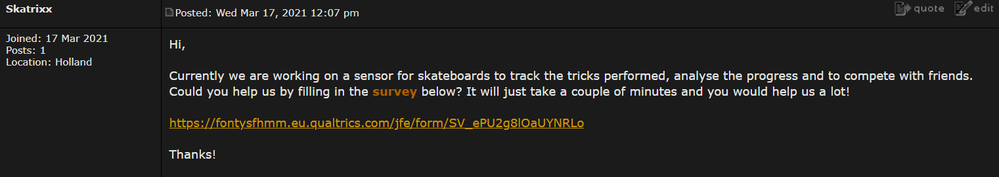 Skatrixx
Posted: Wed Mar 17, 2021 12:07 pm
quote edit
Joined: 17 Mar 2021
Posts: 1
Location: Holland
Hi,
Currently we are working on a sensor for skateboards to track the tricks performed, analyse the progress and to compete with friends.
Could you help us by filling in the survey below? It will just take a couple of minutes and you would help us a lot!
https://fontysfhmm.eu.qualtrics.com/jfe/form/SV_ePU2g8lOaUYNRLo
Thanks!